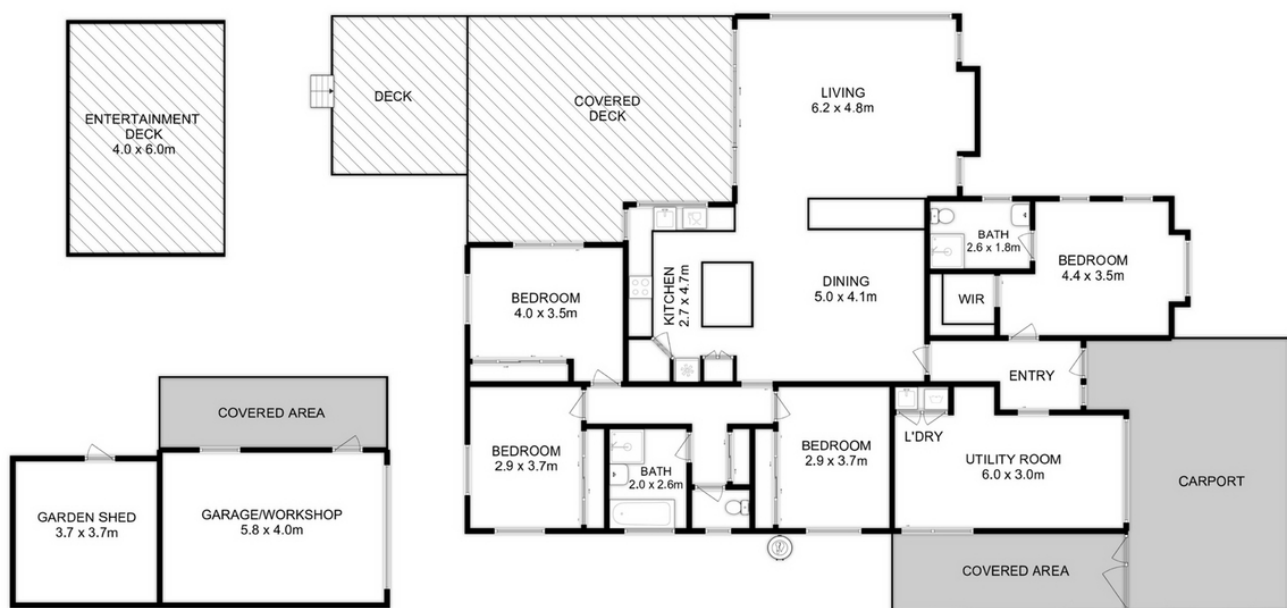 ENTERTAINMENT
DECK
4.0 x 6.0m
DECK
COVERED
DECK
LIVING
6.2 x 4.8m
BATH
2.6 x 1.8m
BEDROOM
4.4 x 3.5m
WIR
DINING
5.0 x 4.1m
KITCHEN
2.7 x 4.7m
BEDROOM
4.0 x 3.5m
ENTRY
COVERED AREA
BEDROOM
2.9 x 3.7m
BATH
2.0 x 2.6m
BEDROOM
2.9 x 3.7m
L'DRY
UTILITY ROOM
6.0 x 3.0m
CARPORT
GARDEN SHED
3.7 x 3.7m
GARAGE/WORKSHOP
5.8 x 4.0m
COVERED AREA